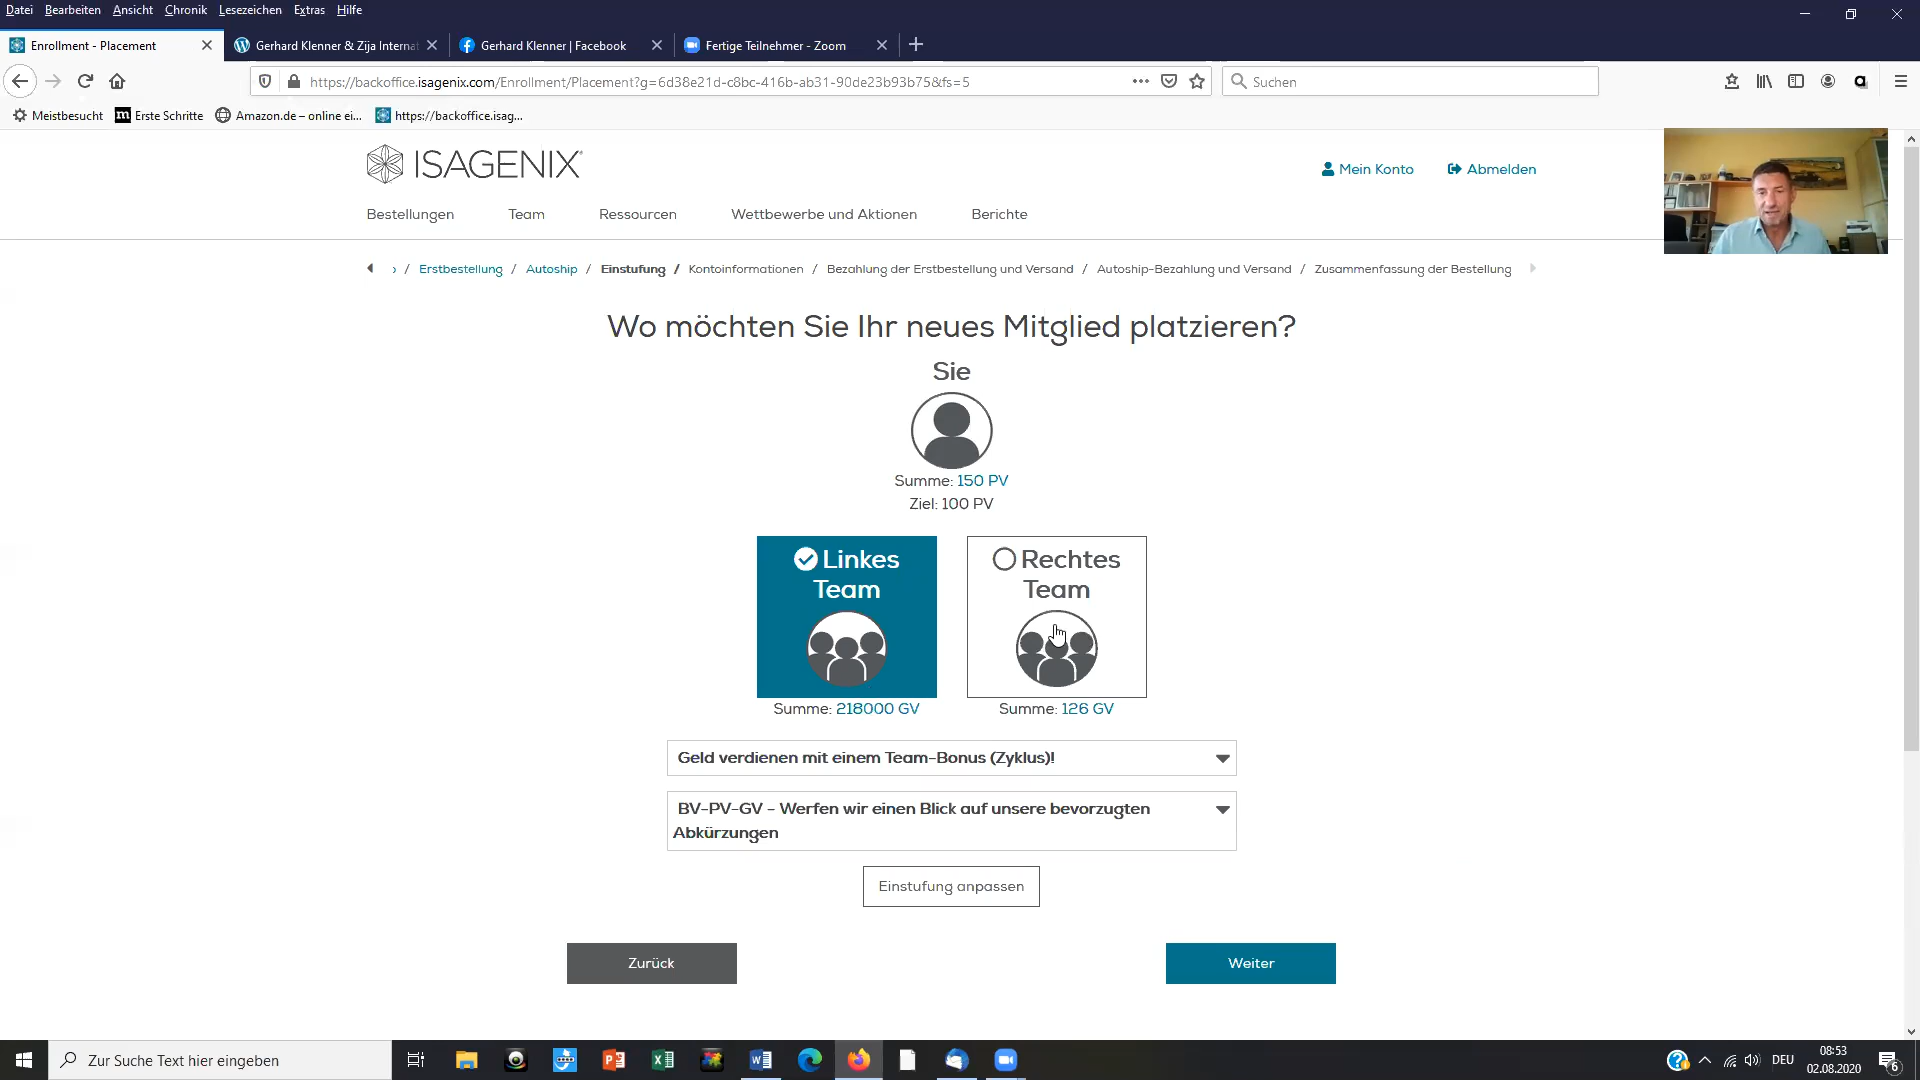 Datei Bearbeiten Ansicht Chronik Lesezeichen Extras Hilfe
Enrollment - Placement
Gerhard Klenner & Zija Internat
Gerhard Klenner | Facebook
Fertige Teilnehmer - Zoom
https://backoffice.isagenix.com/Enrollment/Placement?g=6d38e21d-c8bc-416b-ab31-90de23b93b75&fs=5
Suchen
Meistbesucht
Erste Schritte
Amazon.de – online ei...
https://backoffice.isag...
ISAGENIX
Mein Konto
Abmelden
Bestellungen
Team
Ressourcen
Wettbewerbe und Aktionen
Berichte
/ Erstbestellung / Autoship / Einstufung / Kontoinformationen / Bezahlung der Erstbestellung und Versand / Autoship-Bezahlung und Versand / Zusammenfassung der Bestellung
Wo möchten Sie Ihr neues Mitglied platzieren?
Sie
Summe: 150 PV
Ziel: 100 PV
Linkes
Team
Summe: 218000 GV
Rechtes
Team
Summe: 126 GV
Geld verdienen mit einem Team-Bonus (Zyklus)!
BV-PV-GV - Werfen wir einen Blick auf unsere bevorzugten
Abkürzungen
Einstufung anpassen
Zurück
Weiter
Zur Suche Text hier eingeben
DEU
08:53
02.08.2020
6